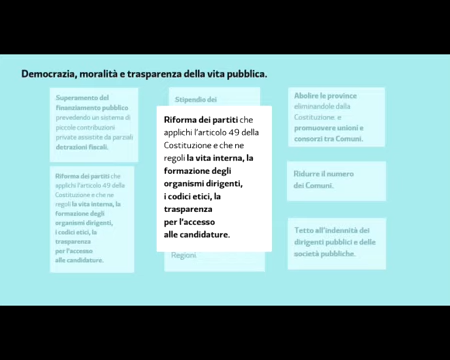 Democrazia, moralità e trasparenza della vita pubblica.
Superamento del
finanziamento pubblico
prevedendo un sistema di
piccole contribuzioni
private assistite da parziali
detrazioni fiscali.
Riforma dei partiti che
applichi l'articolo 49 della
Costituzione e che ne
regoli la vita interna, la
formazione degli
organismi dirigenti,
i codici etici, la
trasparenza
per l'accesso
alle candidature.
Stipendio dei
Riforma dei partiti che
applichi l'articolo 49 della
Costituzione e che ne
regoli la vita interna, la
formazione degli
organismi dirigenti,
i codici etici, la
trasparenza
per l'accesso
alle candidature.
Regioni
Abolire le province
eliminandole dalla
Costituzione, e
promuovere unioni e
consorzi tra Comuni.
Ridurre il numero
dei Comuni.
Tetto all'indennità dei
dirigenti pubblici e delle
società pubbliche.